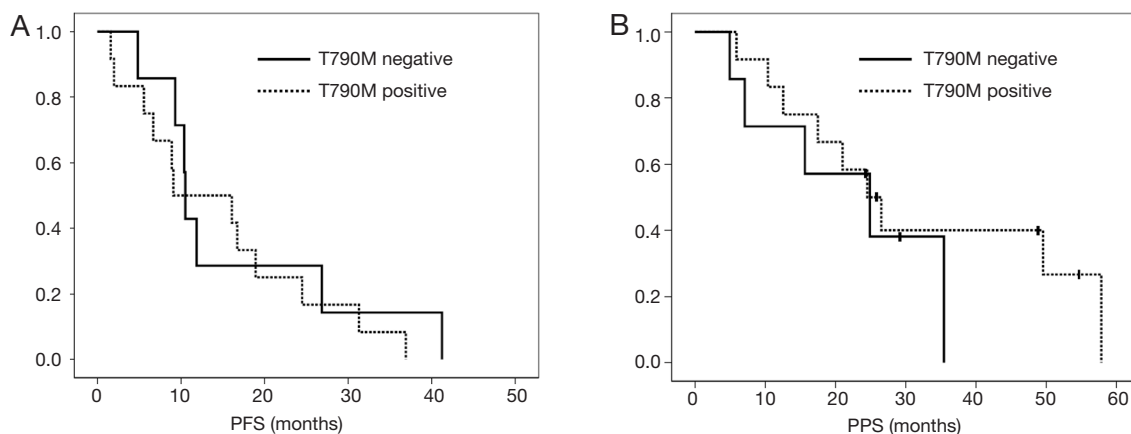 A
1.0
0.8
0.6
0.4
0.2
0.0
T790M negative
T790M positive
0 10 20 30 40 50
PFS (months)
B
1.0
0.8
0.6
0.4
0.2
0.0
T790M negative
T790M positive
0 10 20 30 40 50 60
PPS (months)